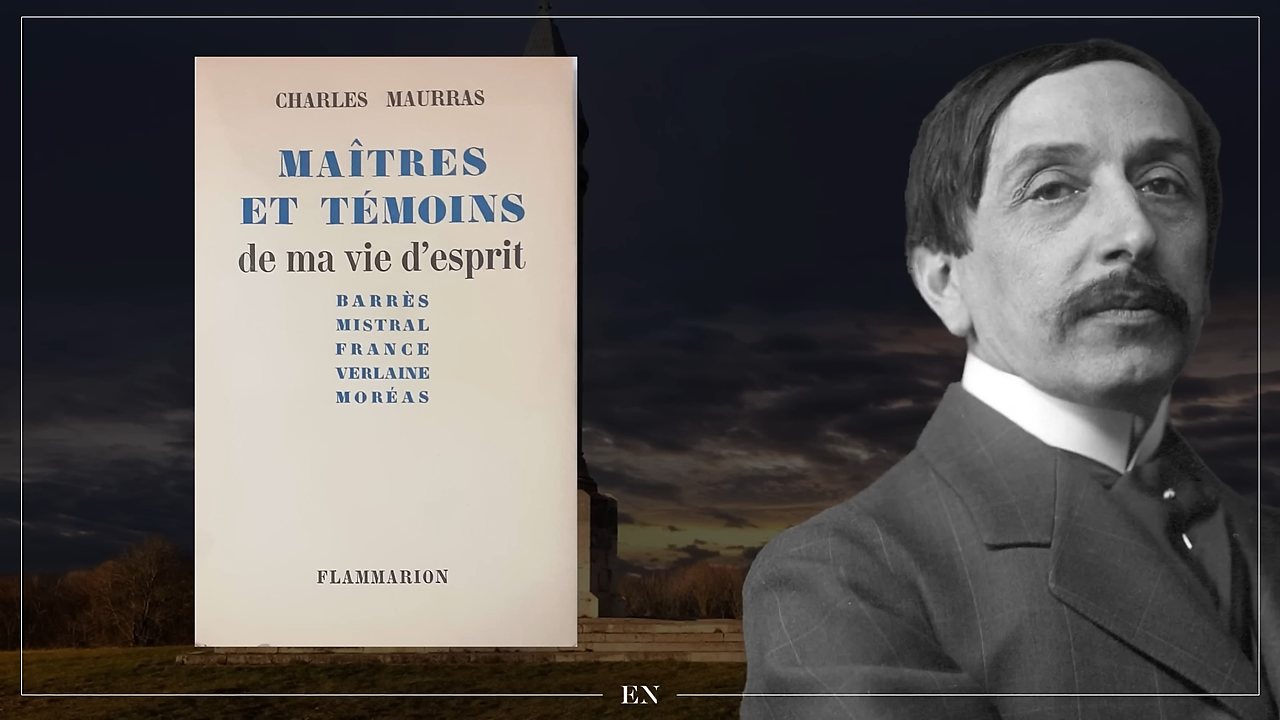 CHARLES MAURRAS
MAÎTRES
ET TÉMOINS
de ma vie d'esprit
BARRÈS
MISTRAL
FRANCE
VERLAINE
MORÉAS
FLAMMARION
EN